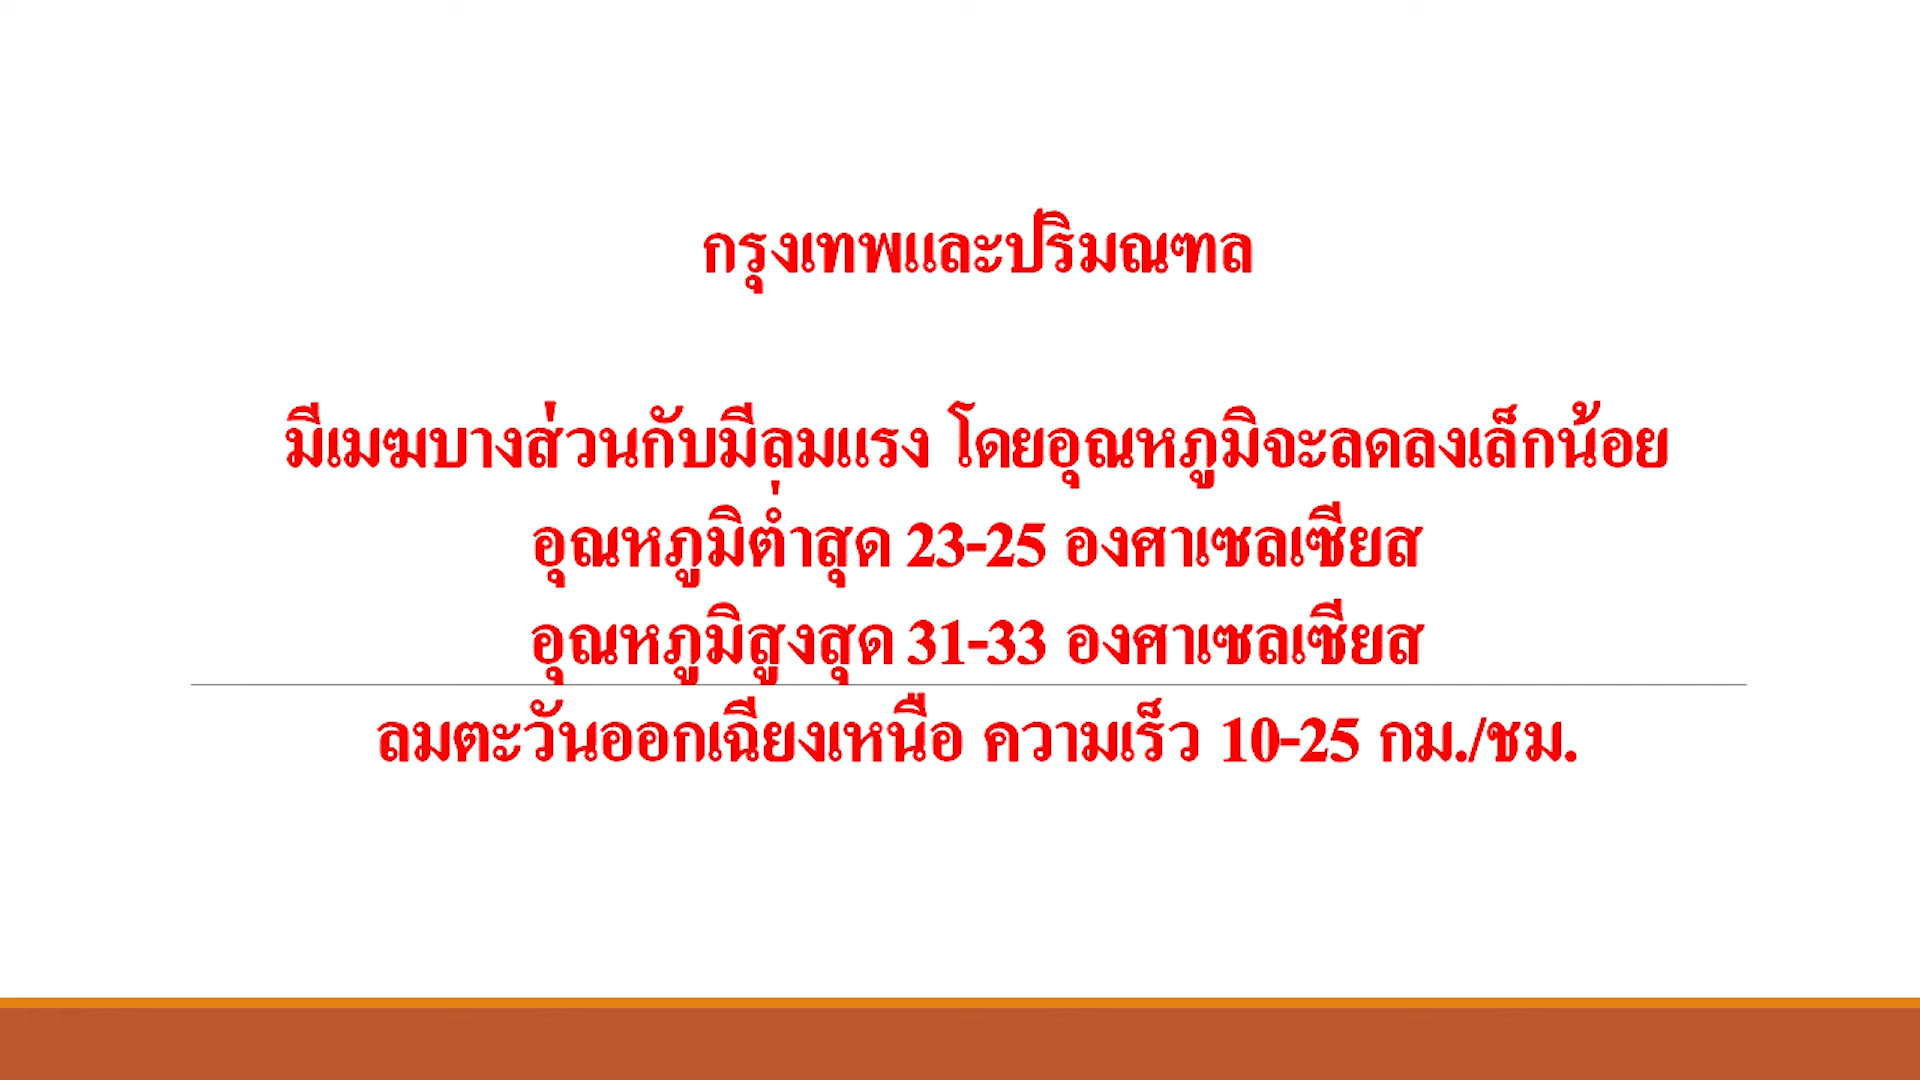 กรุงเทพและปริมณฑล
มีเมฆบางส่วนกับมีลมแรง โดยอุณหภูมิจะลดลงเล็กน้อย
อุณหภูมิต่ำสุด 23-25 องศาเซลเซียส
อุณหภูมิสูงสุด 31-33 องศาเซลเซียส
ลมตะวันออกเฉียงเหนือ ความเร็ว 10-25 กม./ชม.